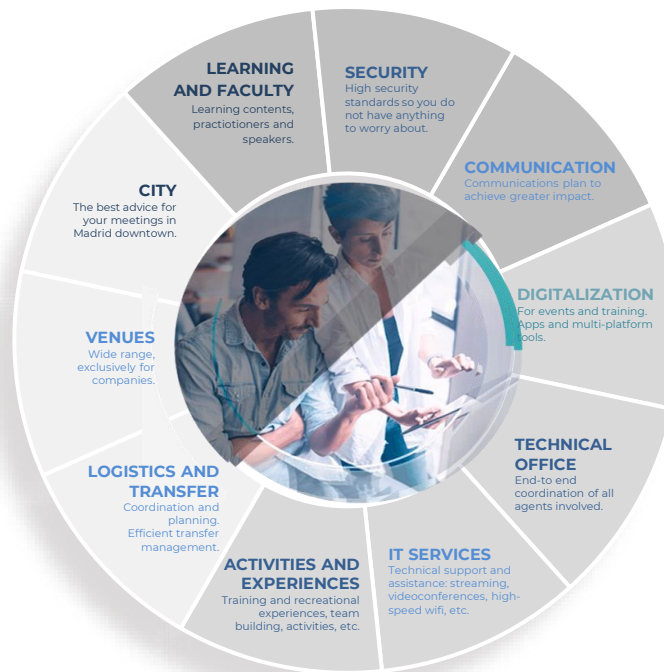 LEARNING
AND FACULTY
Learning contents,
practiotioners and
speakers.
SECURITY
High security
standards so you do
not have anything
to worry about.
COMMUNICATION
Communications plan to
achieve greater impact.
DIGITALIZATION
For events and training.
Apps and multi-platform
tools.
TECHNICAL
OFFICE
End-to end
coordination of all
agents involved.
IT SERVICES
Technical support and
assistance: streaming,
videoconferences, high-
speed wifi, etc.
ACTIVITIES AND
EXPERIENCES
Training and recreational
experiences, team
building, activities, etc.
LOGISTICS AND
TRANSFER
Coordination and
planning.
Efficient transfer
management.
VENUES
Wide range,
exclusively for
companies.
CITY
The best advice for
your meetings in
Madrid downtown.